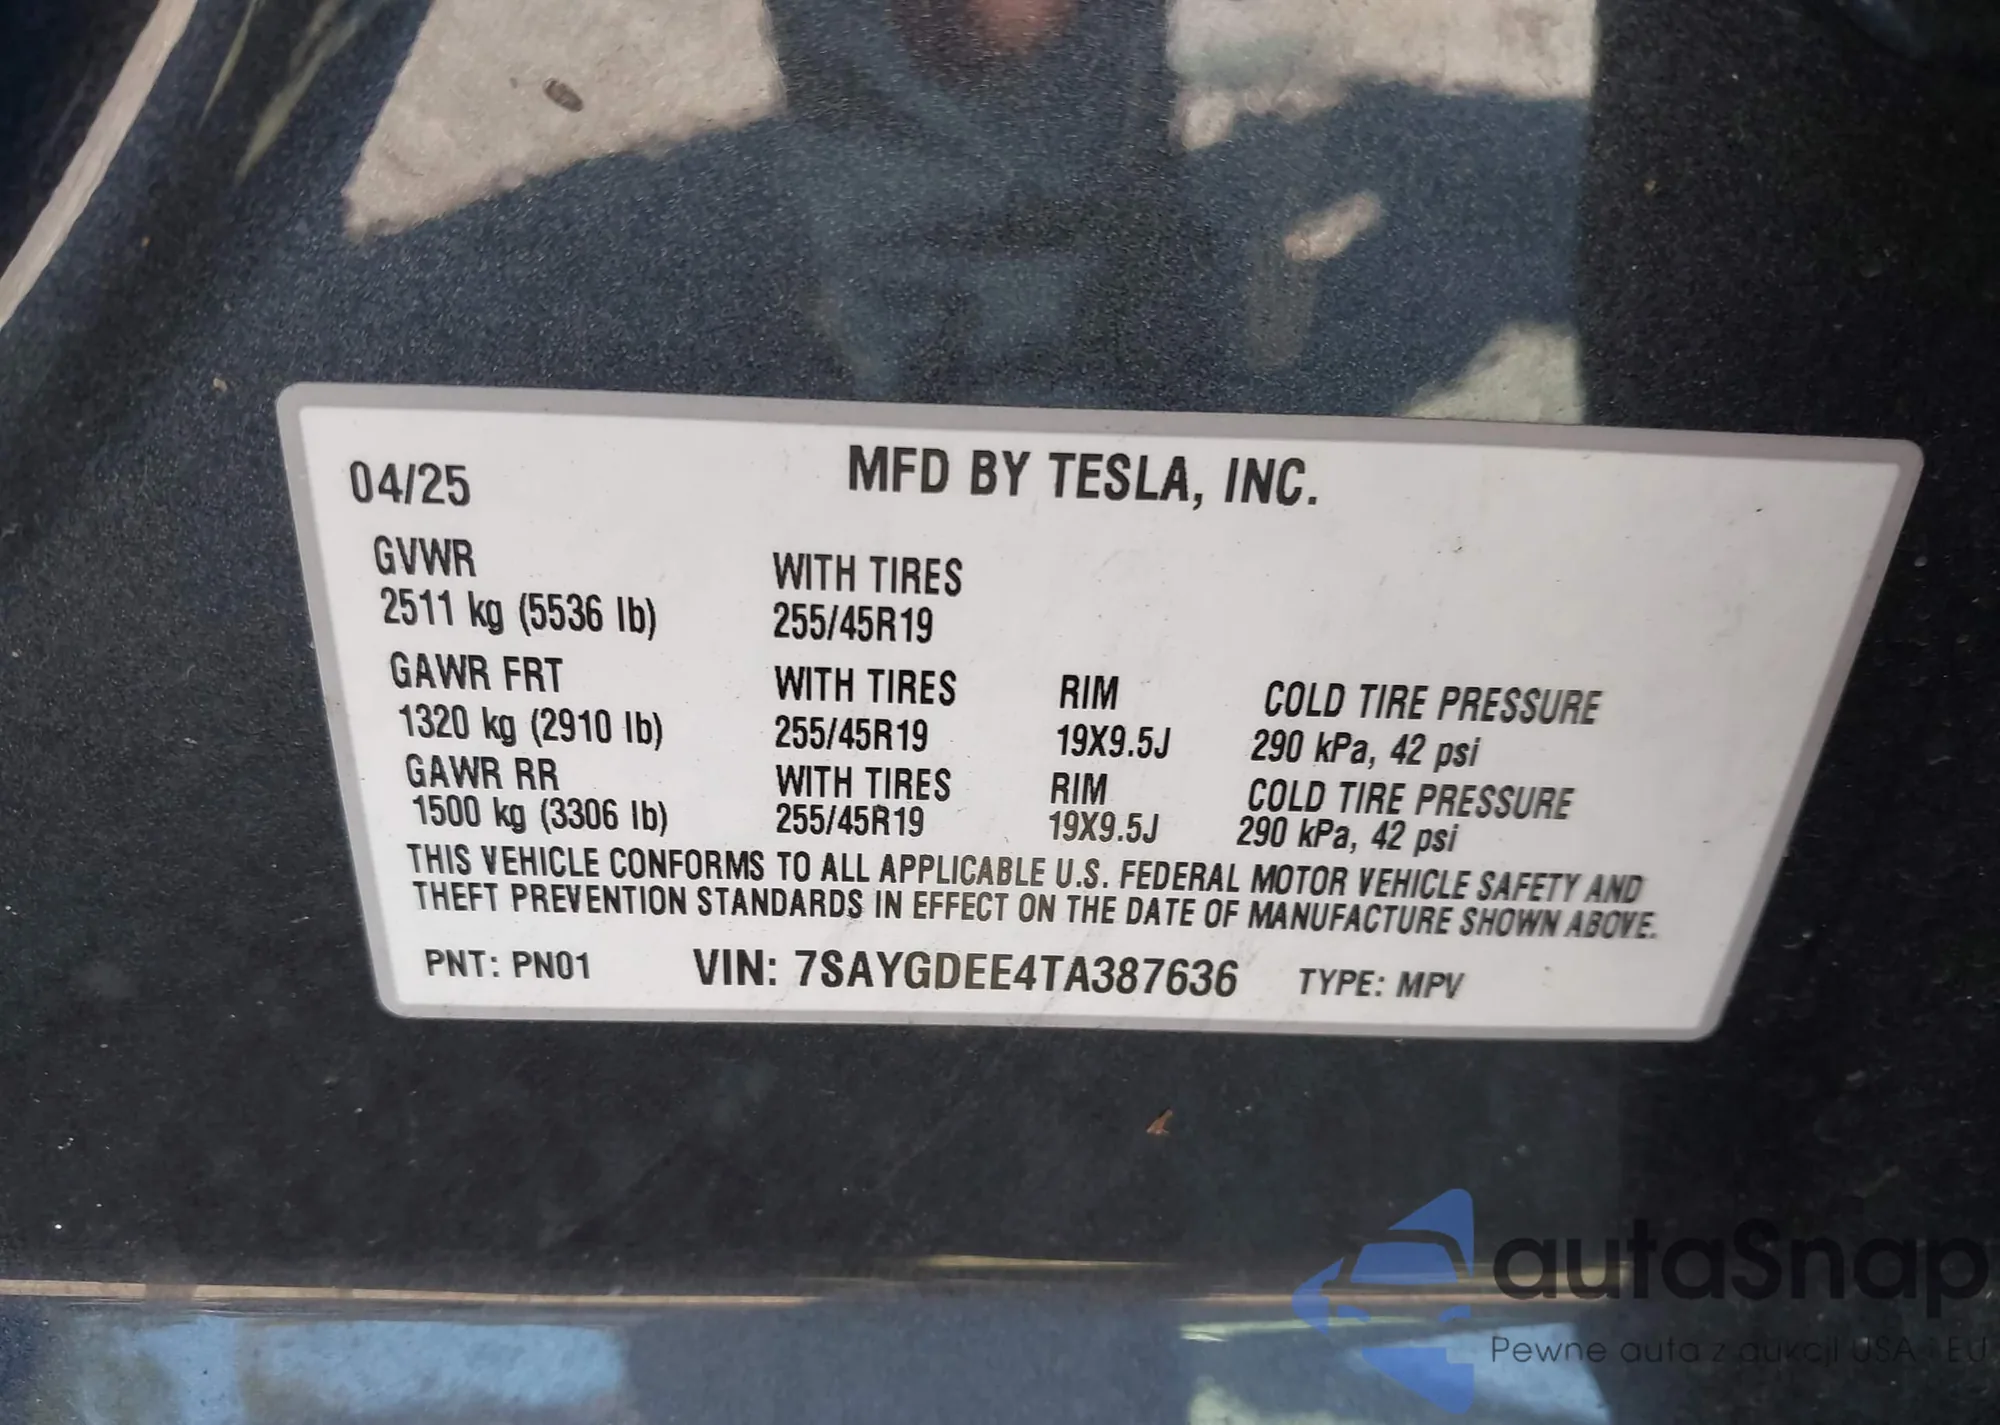 04/25
MFD BY TESLA, INC.
GVWR
2511 kg (5536 lb)
WITH TIRES
255/45R19
GAWR FRT
1320 kg (2910 lb)
WITH TIRES
255/45R19
RIM
19X9.5J
COLD TIRE PRESSURE
290 kPa, 42 psi
GAWR RR
1500 kg (3306 lb)
WITH TIRES
255/45R19
RIM
19X9.5J
COLD TIRE PRESSURE
290 kPa, 42 psi
THIS VEHICLE CONFORMS TO ALL APPLICABLE U.S. FEDERAL MOTOR VEHICLE SAFETY AND
THEFT PREVENTION STANDARDS IN EFFECT ON THE DATE OF MANUFACTURE SHOWN ABOVE.
PNT: PN01 VIN: 7SAYGDEE4TA387636 TYPE: MPV
autaSnap
Pewne auta z aukcji USA i EU